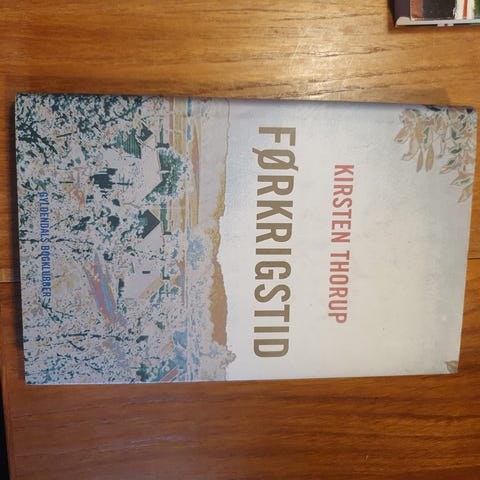 KIRSTEN THORUP
FØRKRIGSTID
GYLDENDALS BOGKLUBBER